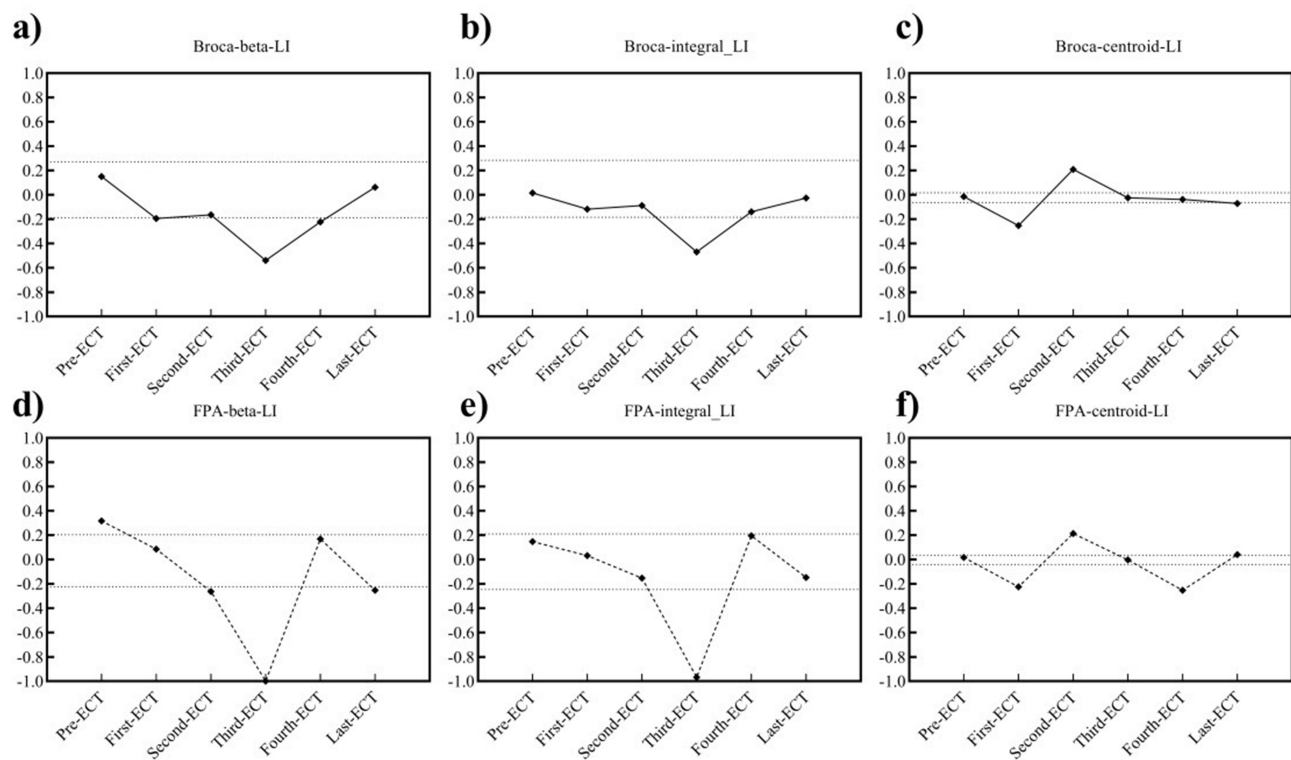 a)
Broca-beta-LI
1.0
0.8
0.6
0.4
0.2
0.0
-0.2
-0.4
-0.6
-0.8
-1.0
Pre-ECT
First-ECT
Second-ECT
Third-ECT
Fourth-ECT
Last-ECT
b)
Broca-integral_LI
1.0
0.8
0.6
0.4
0.2
0.0
-0.2
-0.4
-0.6
-0.8
-1.0
Pre-ECT
First-ECT
Second-ECT
Third-ECT
Fourth-ECT
Last-ECT
c)
Broca-centroid-LI
1.0
0.8
0.6
0.4
0.2
0.0
-0.2
-0.4
-0.6
-0.8
-1.0
Pre-ECT
First-ECT
Second-ECT
Third-ECT
Fourth-ECT
Last-ECT
d)
FPA-beta-LI
1.0
0.8
0.6
0.4
0.2
0.0
-0.2
-0.4
-0.6
-0.8
-1.0
Pre-ECT
First-ECT
Second-ECT
Third-ECT
Fourth-ECT
Last-ECT
e)
FPA-integral_LI
1.0
0.8
0.6
0.4
0.2
0.0
-0.2
-0.4
-0.6
-0.8
-1.0
Pre-ECT
First-ECT
Second-ECT
Third-ECT
Fourth-ECT
Last-ECT
f)
FPA-centroid-LI
1.0
0.8
0.6
0.4
0.2
0.0
-0.2
-0.4
-0.6
-0.8
-1.0
Pre-ECT
First-ECT
Second-ECT
Third-ECT
Fourth-ECT
Last-ECT